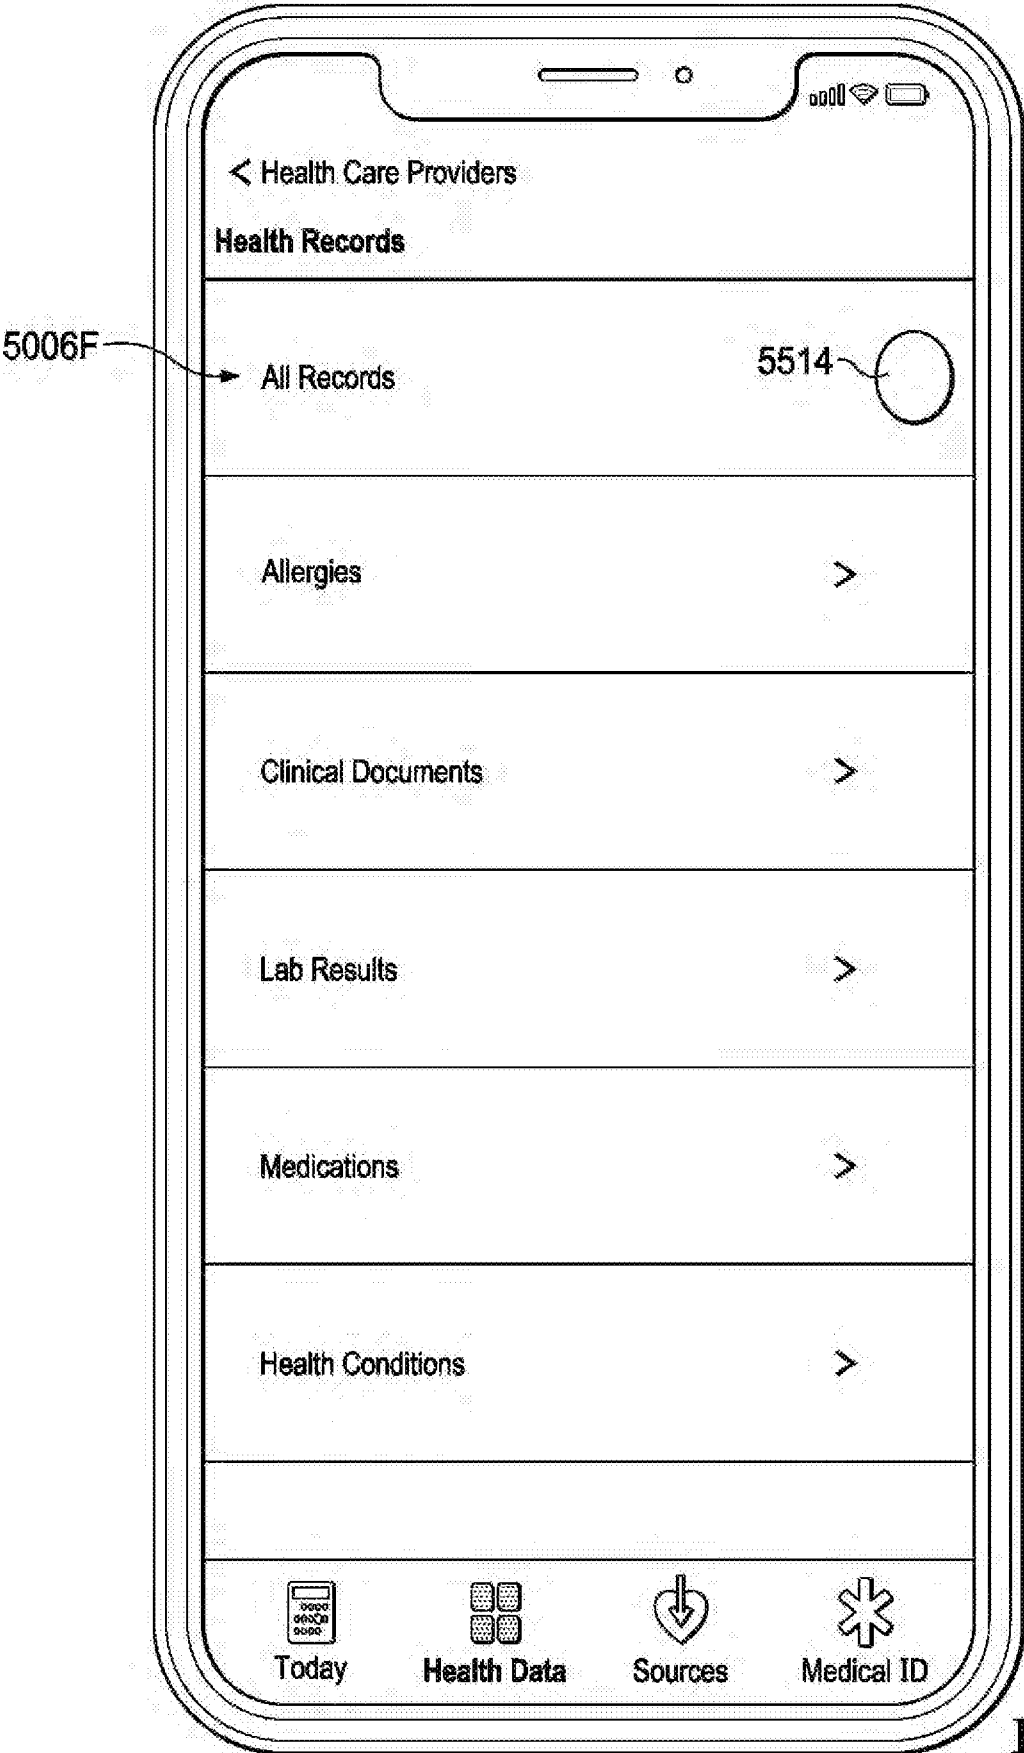 < Health Care Providers
Health Records
5006F
All Records
5514
Allergies >
Clinical Documents >
Lab Results >
Medications >
Health Conditions >
Today Health Data Sources Medical ID